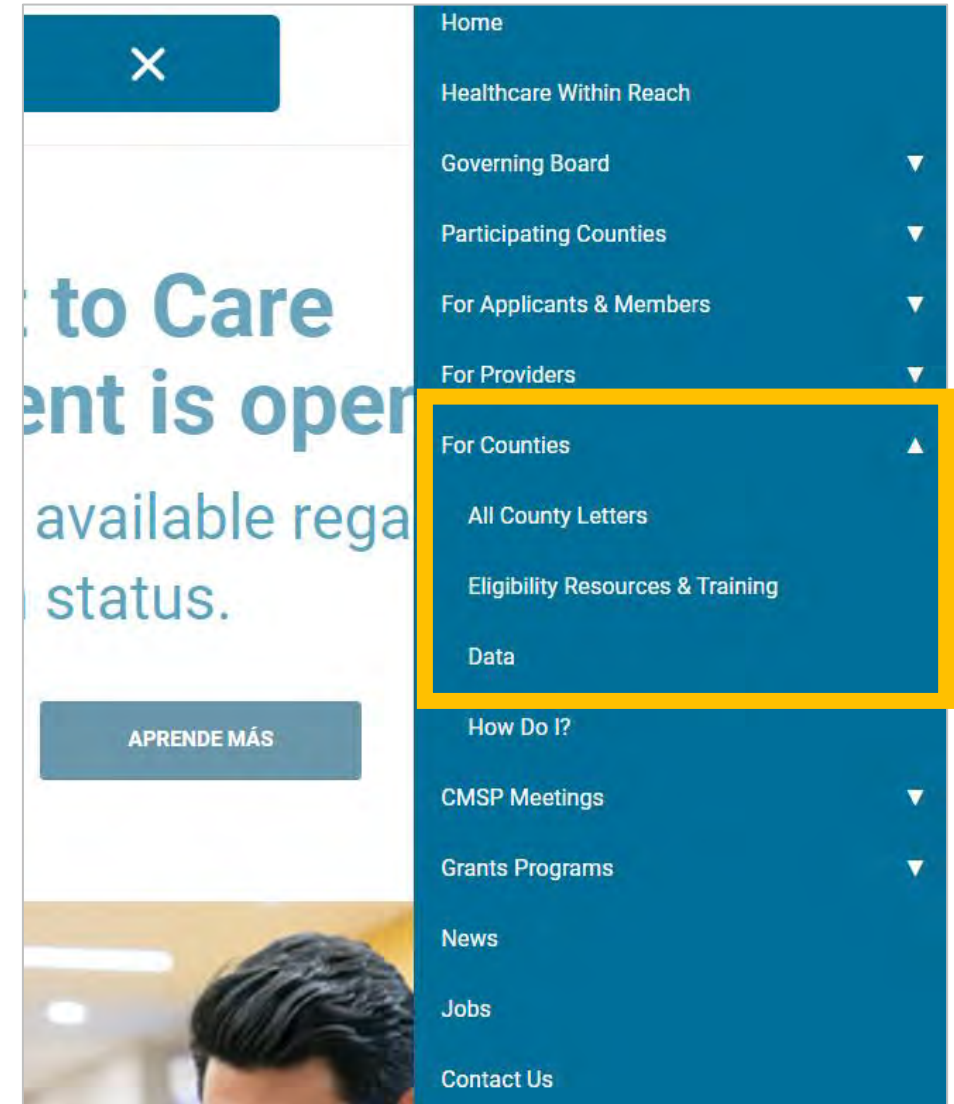 Home
Healthcare Within Reach
Governing Board
Participating Counties
For Applicants & Members
For Providers
For Counties
All County Letters
Eligibility Resources & Training
Data
How Do I?
CMSP Meetings
Grants Programs
News
Jobs
Contact Us
to Care
ent is open
available rega
status.
APRENDE MÁS